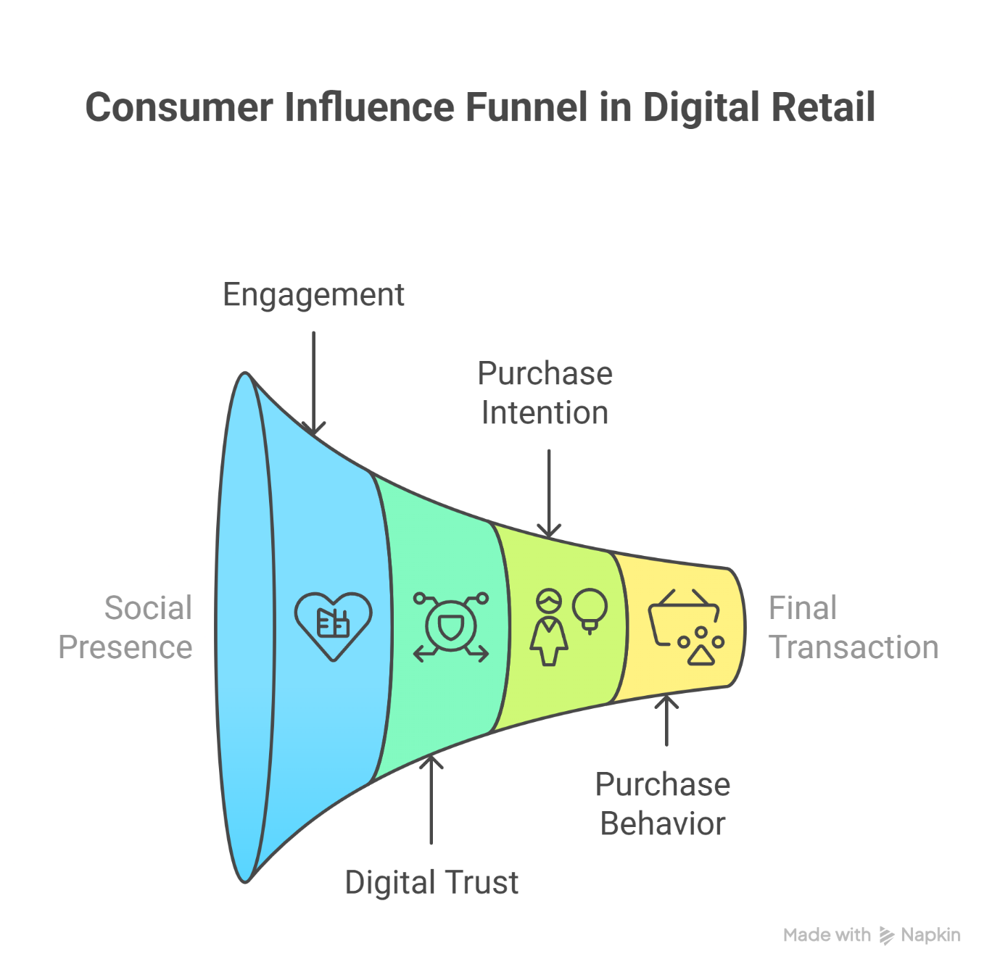 Consumer Influence Funnel in Digital Retail
Engagement
Purchase
Intention
Social
Presence
Final
Transaction
Purchase
Behavior
Digital Trust
Made with Napkin